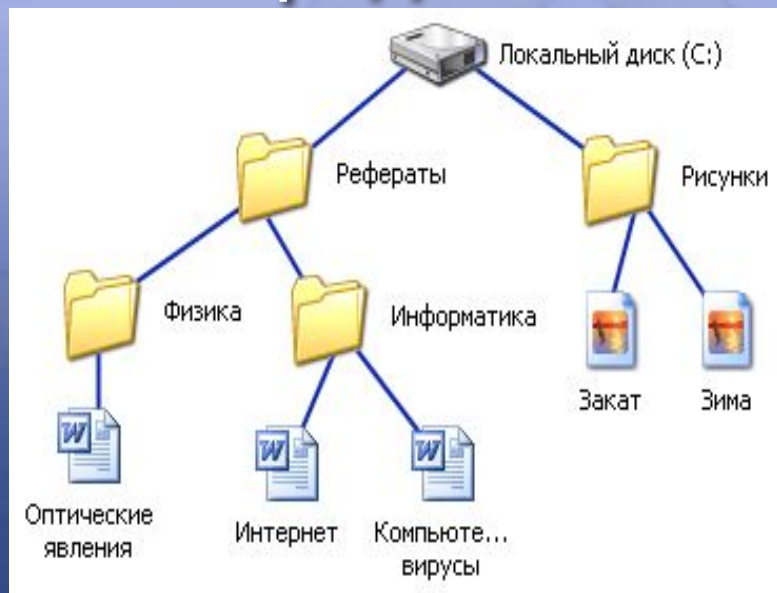 Локальный диск (C:)
Рефераты
Рисунки
Физика
Информатика
Закат
Зима
Оптические
явления
Интернет
Компьюте...
вирусы